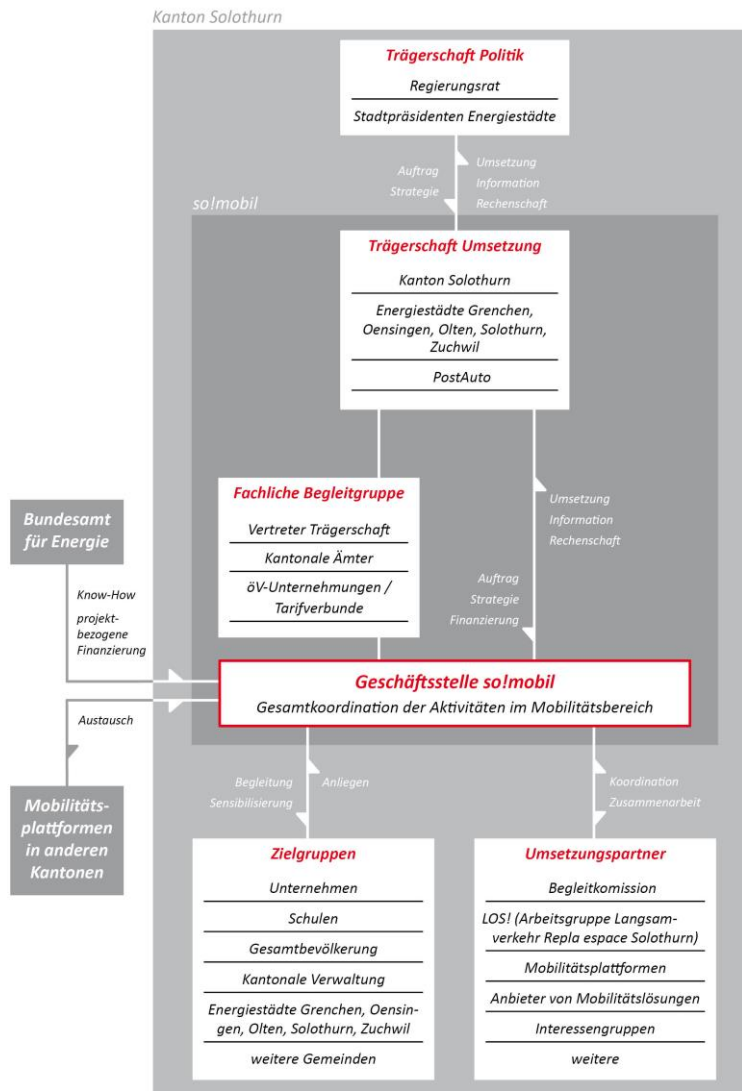 Kanton Solothurn
Trägerschaft Politik
Regierungsrat
Stadtpräsidenten Energiestädte
Auftrag
Strategie
Umsetzung
Information
Rechenschaft
so!mobil
Trägerschaft Umsetzung
Kanton Solothurn
Energiestädte Grenchen,
Oensingen, Olten, Solothurn,
Zuchwil
PostAuto
Fachliche Begleitgruppe
Vertreter Trägerschaft
Kantonale Ämter
öV-Unternehmungen /
Tarifverbunde
Umsetzung
Information
Rechenschaft
Auftrag
Strategie
Finanzierung
Bundesamt
für Energie
Know-How
projekt-
bezogene
Finanzierung
Geschäftsstelle so!mobil
Gesamtkoordination der Aktivitäten im Mobilitätsbereich
Austausch
Mobilitäts-
plattformen
in anderen
Kantonen
Begleitung
Sensibilisierung
Anliegen
Koordination
Zusammenarbeit
Zielgruppen
Unternehmen
Schulen
Gesamtbevölkerung
Kantonale Verwaltung
Energiestädte Grenchen, Oensin-
gen, Olten, Solothurn, Zuchwil
weitere Gemeinden
Umsetzungspartner
Begleitkomission
LOS! (Arbeitsgruppe Langsam-
verkehr Repla espace Solothurn)
Mobilitätsplattformen
Anbieter von Mobilitätslösungen
Interessengruppen
weitere